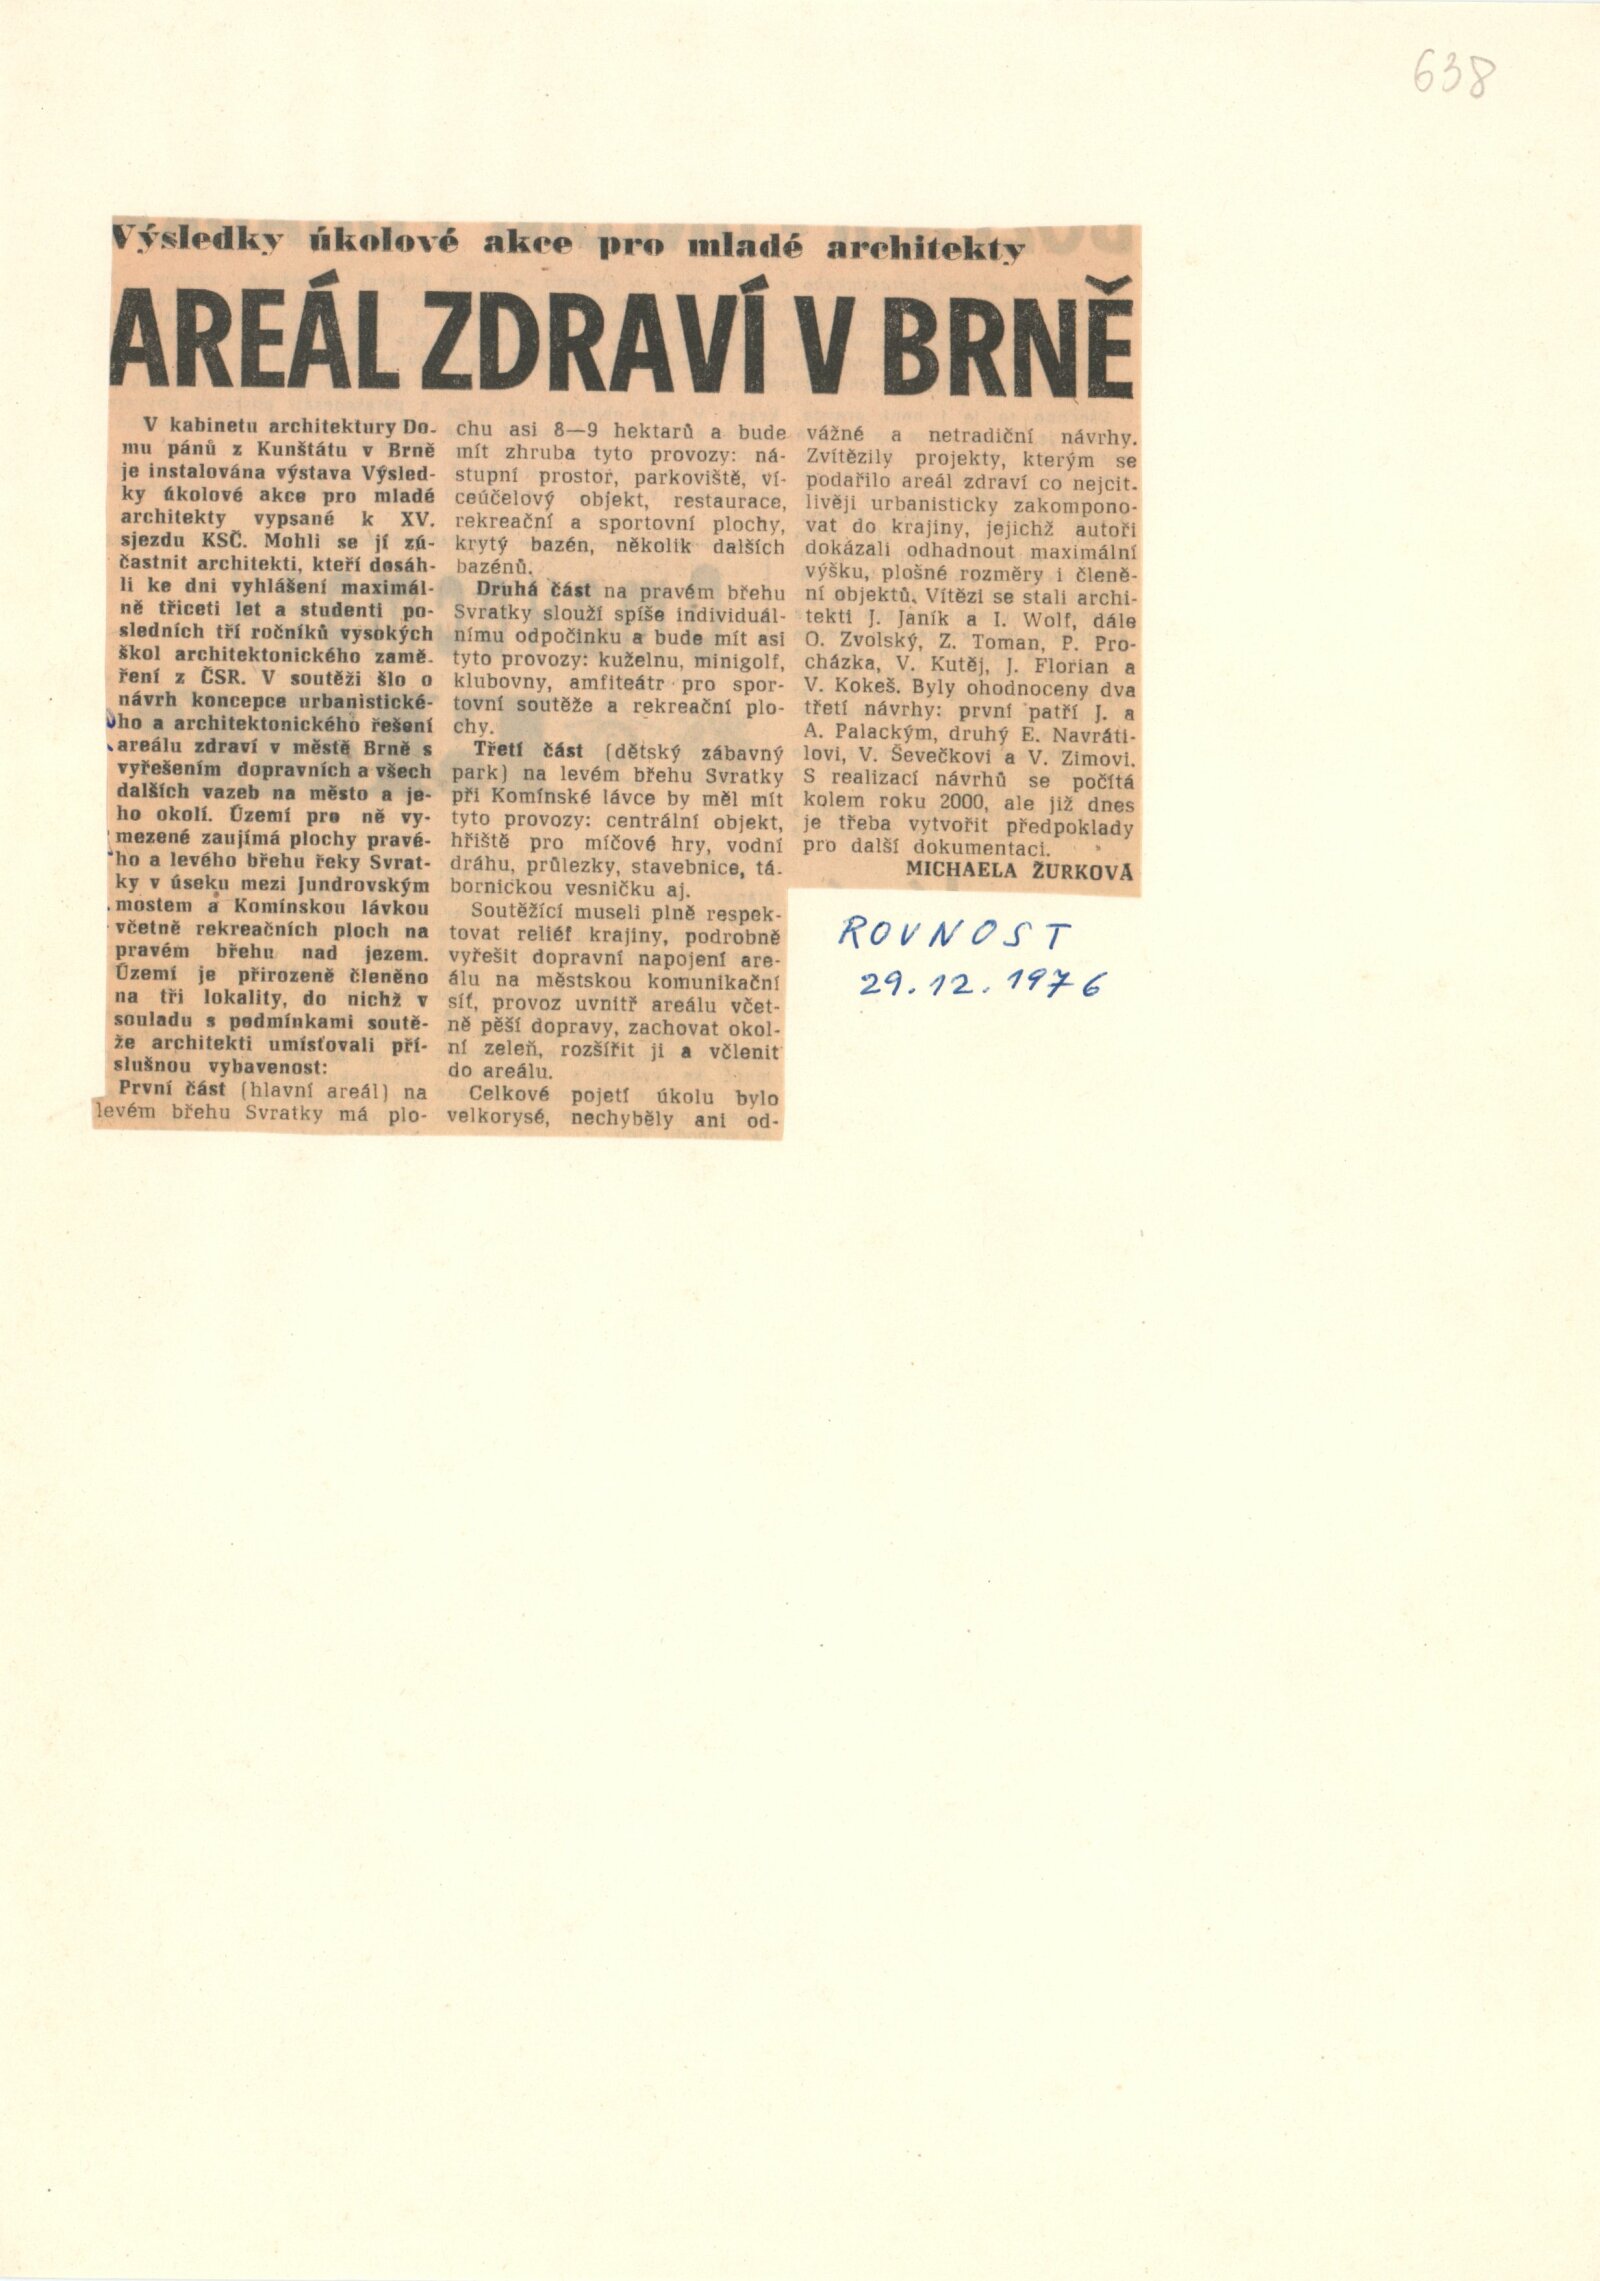 638
Výsledky úkolové akce pro mladé architekty
AREÁL ZDRAVÍ V BRNĚ
V kabinetu architektury Do-
mu pánů z Kunštátu v Brně
je instalována výstava Výsled-
ky úkolové akce pro mladé
architekty vypsané k XV.
sjezdu KSČ. Mohli se jí zú-
častnit architekti, kteří dosáh-
li ke dni vyhlášení maximál-
ně třiceti let a studenti po-
sledních tří ročníků vysokých
škol architektonického zamě-
ření z ČSR. V soutěži šlo o
návrh koncepce urbanistické-
ho a architektonického řešení
areálu zdraví v městě Brně s
vyřešením dopravních a všech
dalších vazeb na město a je-
ho okolí. Území pro ně vy-
mezené zaujímá plochy pravé-
ho a levého břehu řeky Svrat-
ky v úseku mezi Jundrovským
mostem a Komínskou lávkou
včetně rekreačních ploch na
pravém břehu nad jezem.
Území je přirozeně členěno
na tři lokality, do nichž v
souladu s podmínkami soutě-
že architekti umísťovali pří-
slušnou vybavenost:
První část (hlavní areál) na
levém břehu Svratky má plo-
chu asi 8—9 hektarů a bude
mít zhruba tyto provozy: ná-
stupní prostor, parkoviště, ví-
ceúčelový objekt, restaurace,
rekreační a sportovní plochy,
krytý bazén, několik dalších
bazénů.
Druhá část na pravém břehu
Svratky slouží spíše individuál-
nímu odpočinku a bude mít asi
tyto provozy: kuželnu, minigolf,
klubovny, amfiteátr pro spor-
tovní soutěže a rekreační plo-
chy.
Třetí část (dětský zábavný
park) na levém břehu Svratky
při Komínské lávce by měl mít
tyto provozy: centrální objekt,
hřiště pro míčové hry, vodní
dráhu, průlezky, stavebnice, tá-
bornickou vesničku aj.
Soutěžící museli plně respek-
tovat reliéf krajiny, podrobně
vyřešit dopravní napojení are-
álu na městskou komunikační
síť, provoz uvnitř areálu včet-
ně pěší dopravy, zachovat okol-
ní zeleň, rozšířit ji a včlenit
do areálu.
Celkové pojetí úkolu bylo
velkorysé, nechyběly ani od-
vážné a netradiční návrhy.
Zvítězily projekty, kterým se
podařilo areál zdraví co nejcit-
livěji urbanisticky zakompono-
vat do krajiny, jejichž autoři
dokázali odhadnout maximální
výšku, plošné rozměry i členě-
ní objektů. Vítězi se stali archi-
tekti J. Janík a I. Wolf, dále
O. Zvolský, Z. Toman, P. Pro-
cházka, V. Kutěj, J. Florian a
V. Kokeš. Byly ohodnoceny dva
třetí návrhy: první patří J. a
A. Palackým, druhý E. Navráti-
lovi, V. Ševečkovi a V. Zimovi.
S realizací návrhů se počítá
kolem roku 2000, ale již dnes
je třeba vytvořit předpoklady
pro další dokumentaci.
MICHAELA ŽURKOVÁ
ROVNOST
29.12.1976